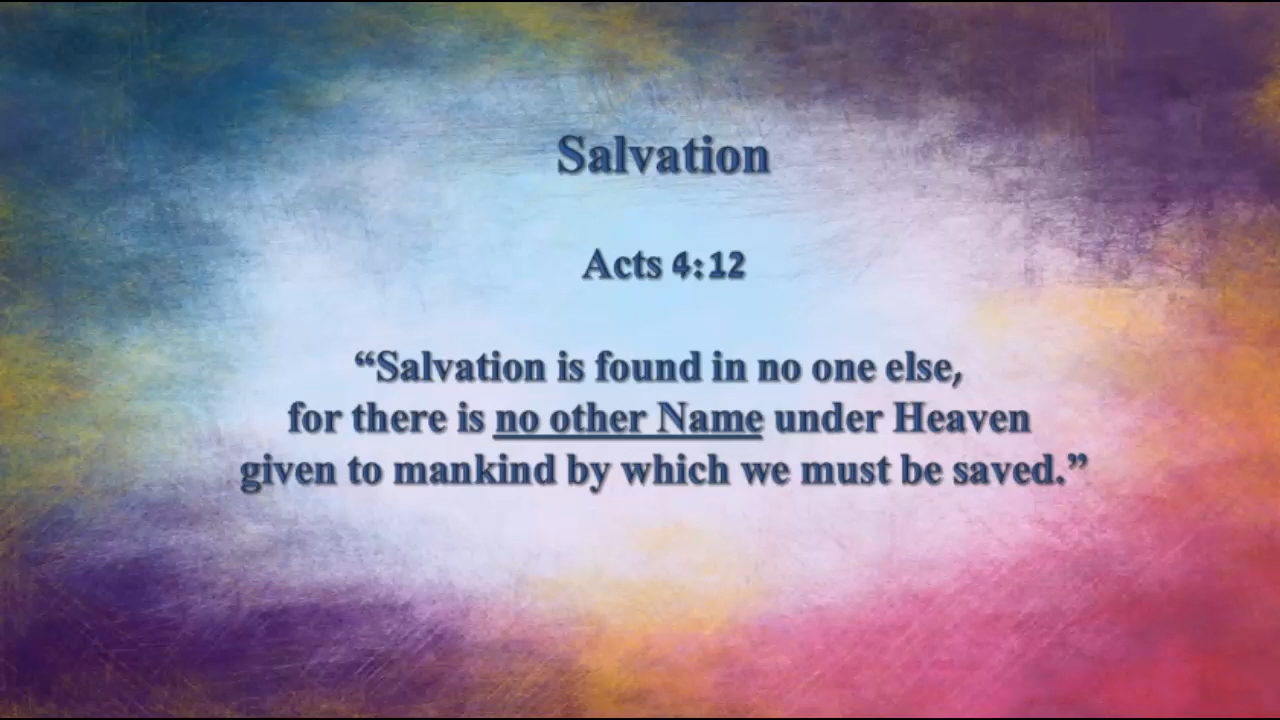 Salvation
Acts 4:12
“Salvation is found in no one else,
for there is no other Name under Heaven
given to mankind by which we must be saved.”